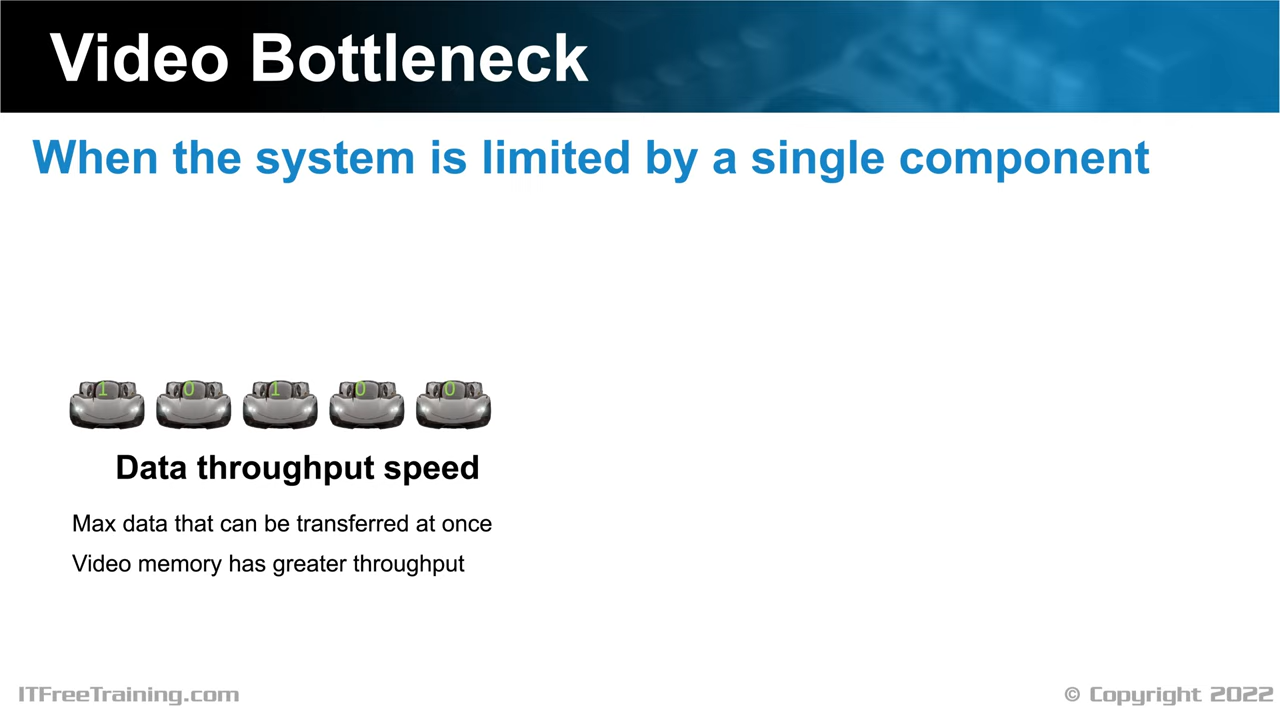 Video Bottleneck
When the system is limited by a single component
1 0 1 0 0
Data throughput speed
Max data that can be transferred at once
Video memory has greater throughput
ITFreeTraining.com
© Copyright 2022